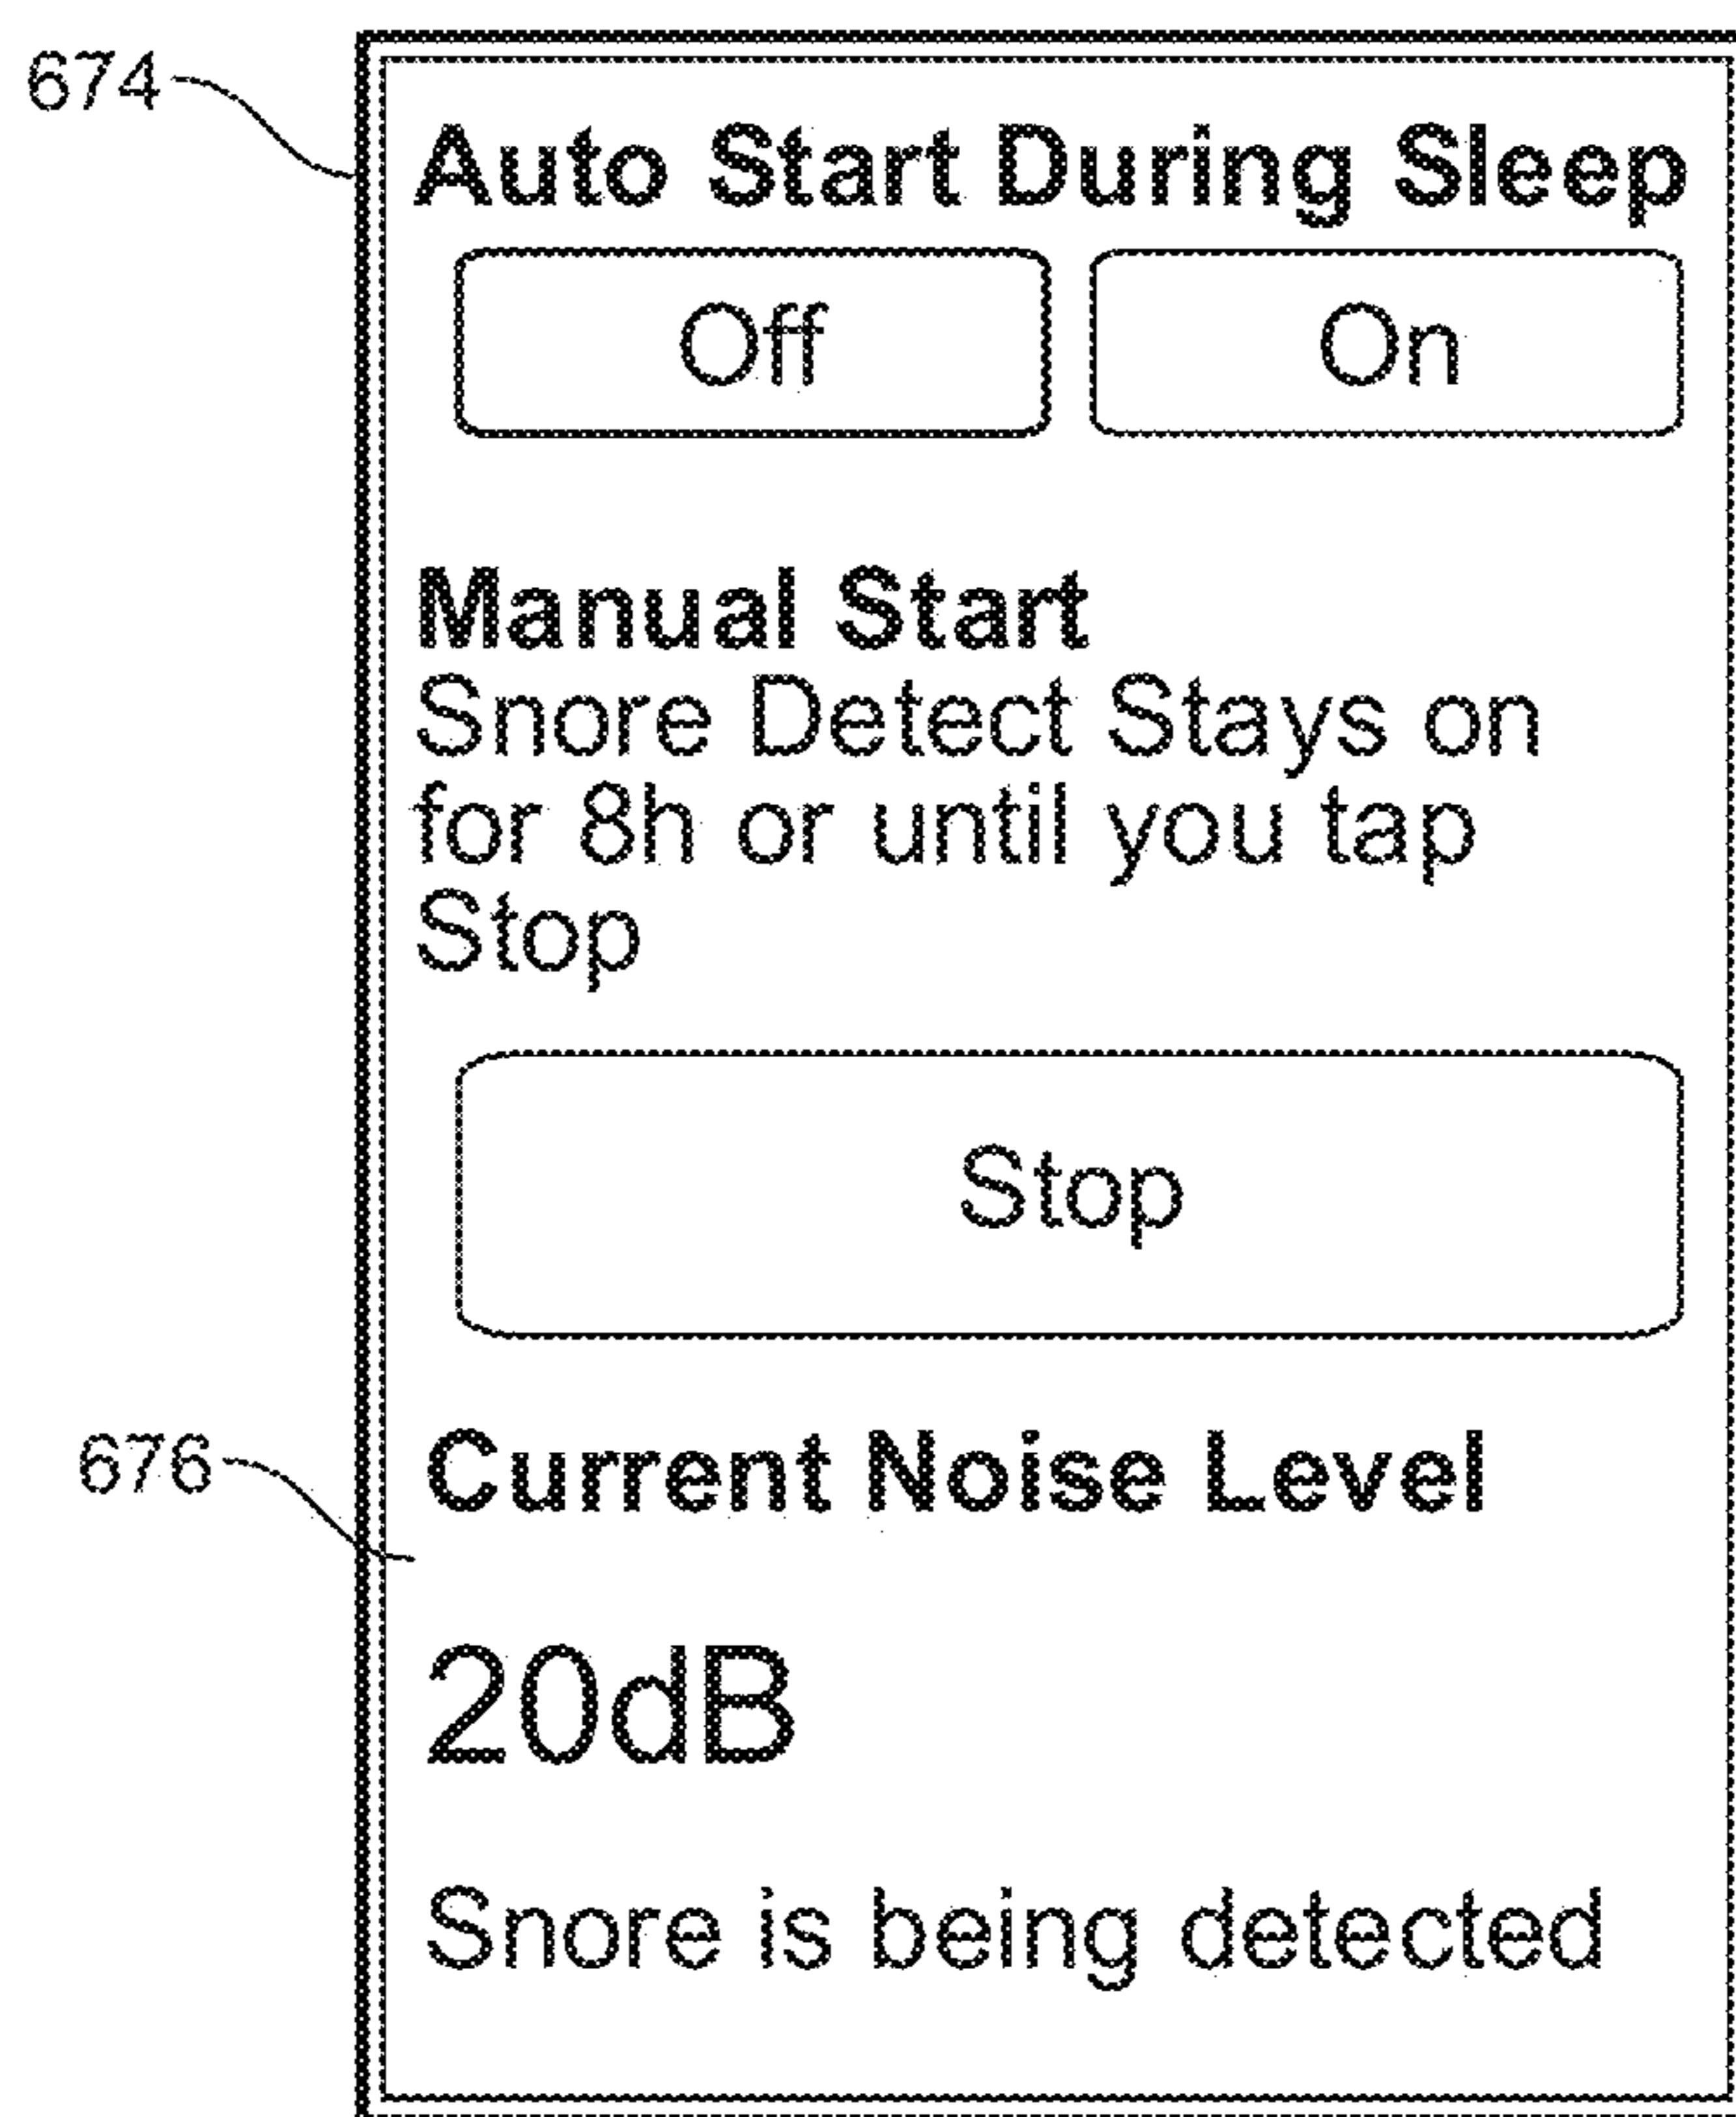 674
Auto Start During Sleep
Off On
Manual Start
Snore Detect Stays on
for 8h or until you tap
Stop
Stop
676
Current Noise Level
20dB
Snore is being detected